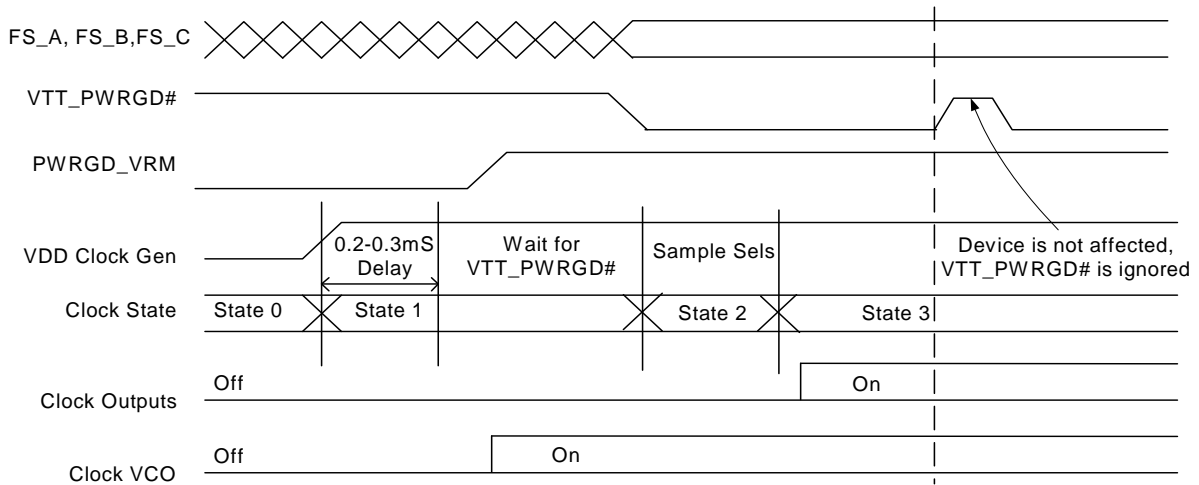 FS_A, FS_B,FS_C
VTT_PWRGD#
PWRGD_VRM
VDD Clock Gen
0.2-0.3mS
Delay
Wait for
VTT_PWRGD#
Sample Sels
Device is not affected,
VTT_PWRGD# is ignored
Clock State
State 0
State 1
State 2
State 3
Clock Outputs
Off
On
Clock VCO
Off
On